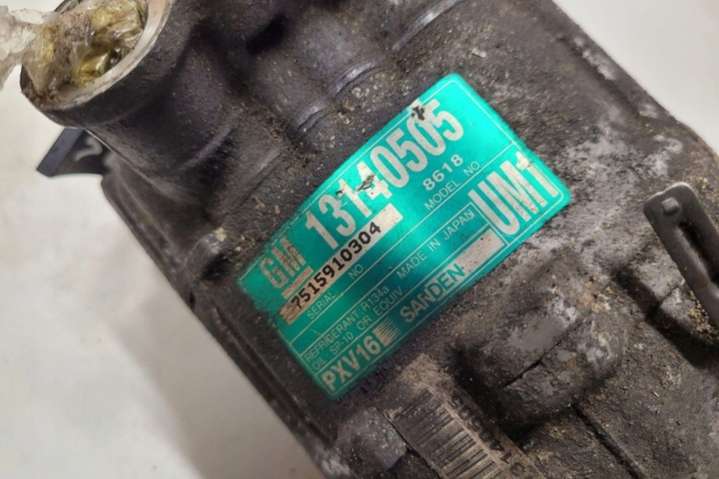 GM 13140505
7515910304 8618
SERIAL NO MODEL NO
UM1
REFRIGERANT R134a MADE IN JAPAN
OIL SP-10 OR EQUIV.
PXV16 SANDEN